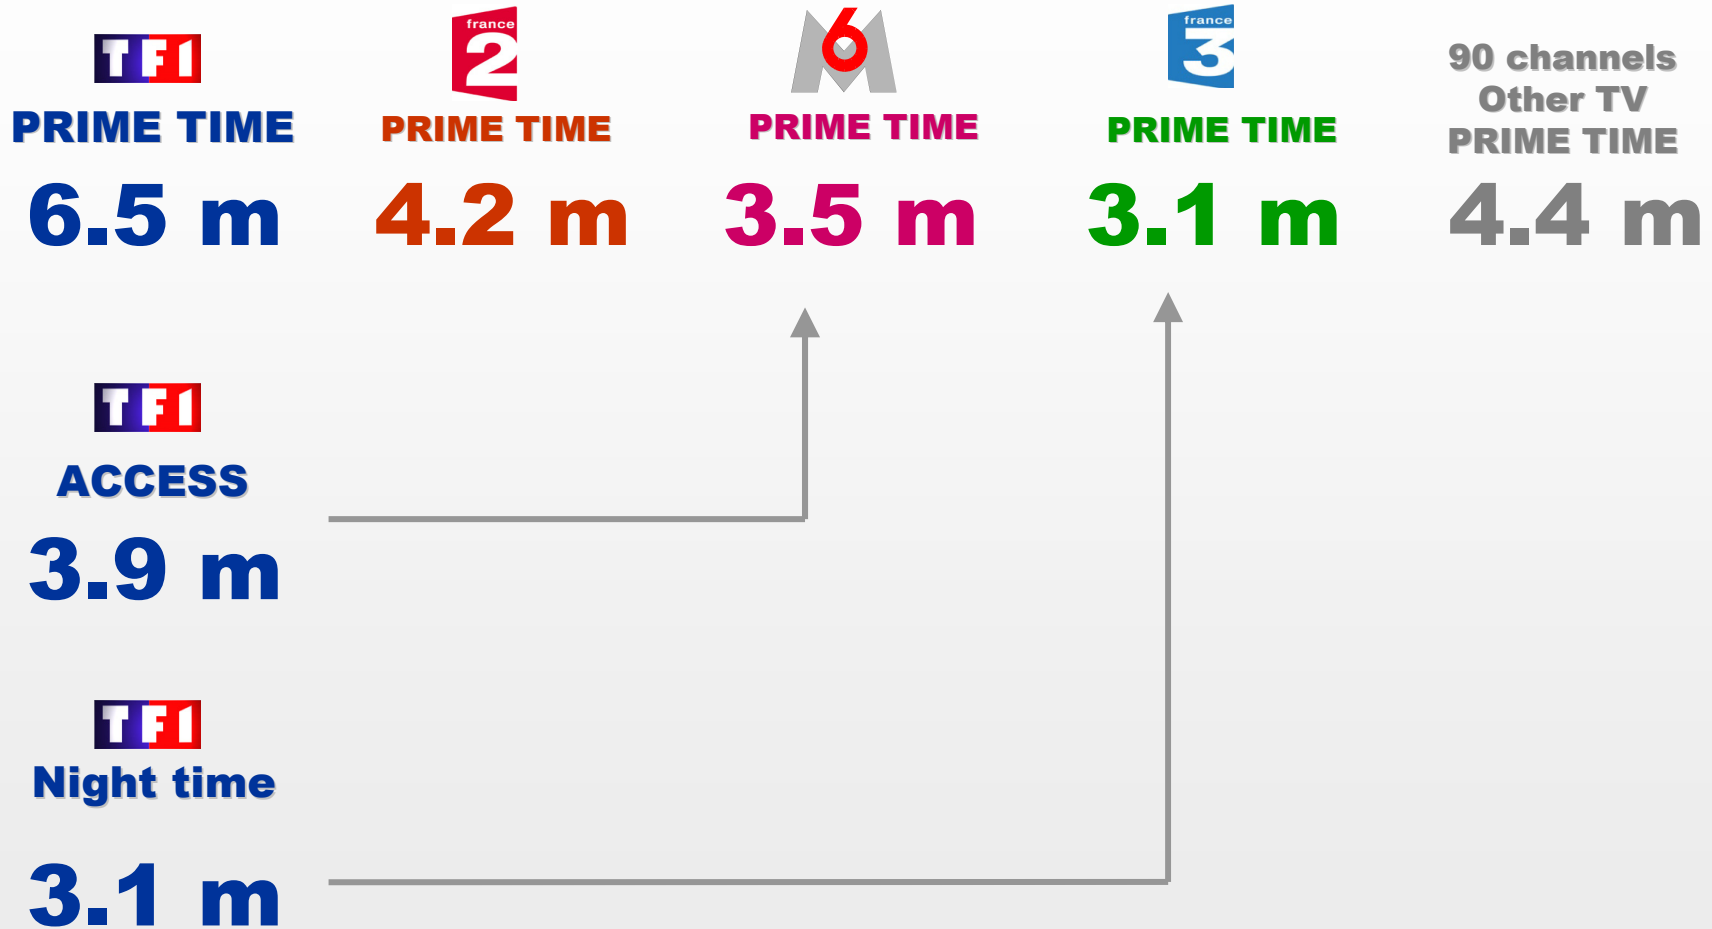 TF1
PRIME TIME
6.5 m
france
2
PRIME TIME
4.2 m
M6
PRIME TIME
3.5 m
france
3
PRIME TIME
3.1 m
90 channels
Other TV
PRIME TIME
4.4 m
TF1
ACCESS
3.9 m
TF1
Night time
3.1 m